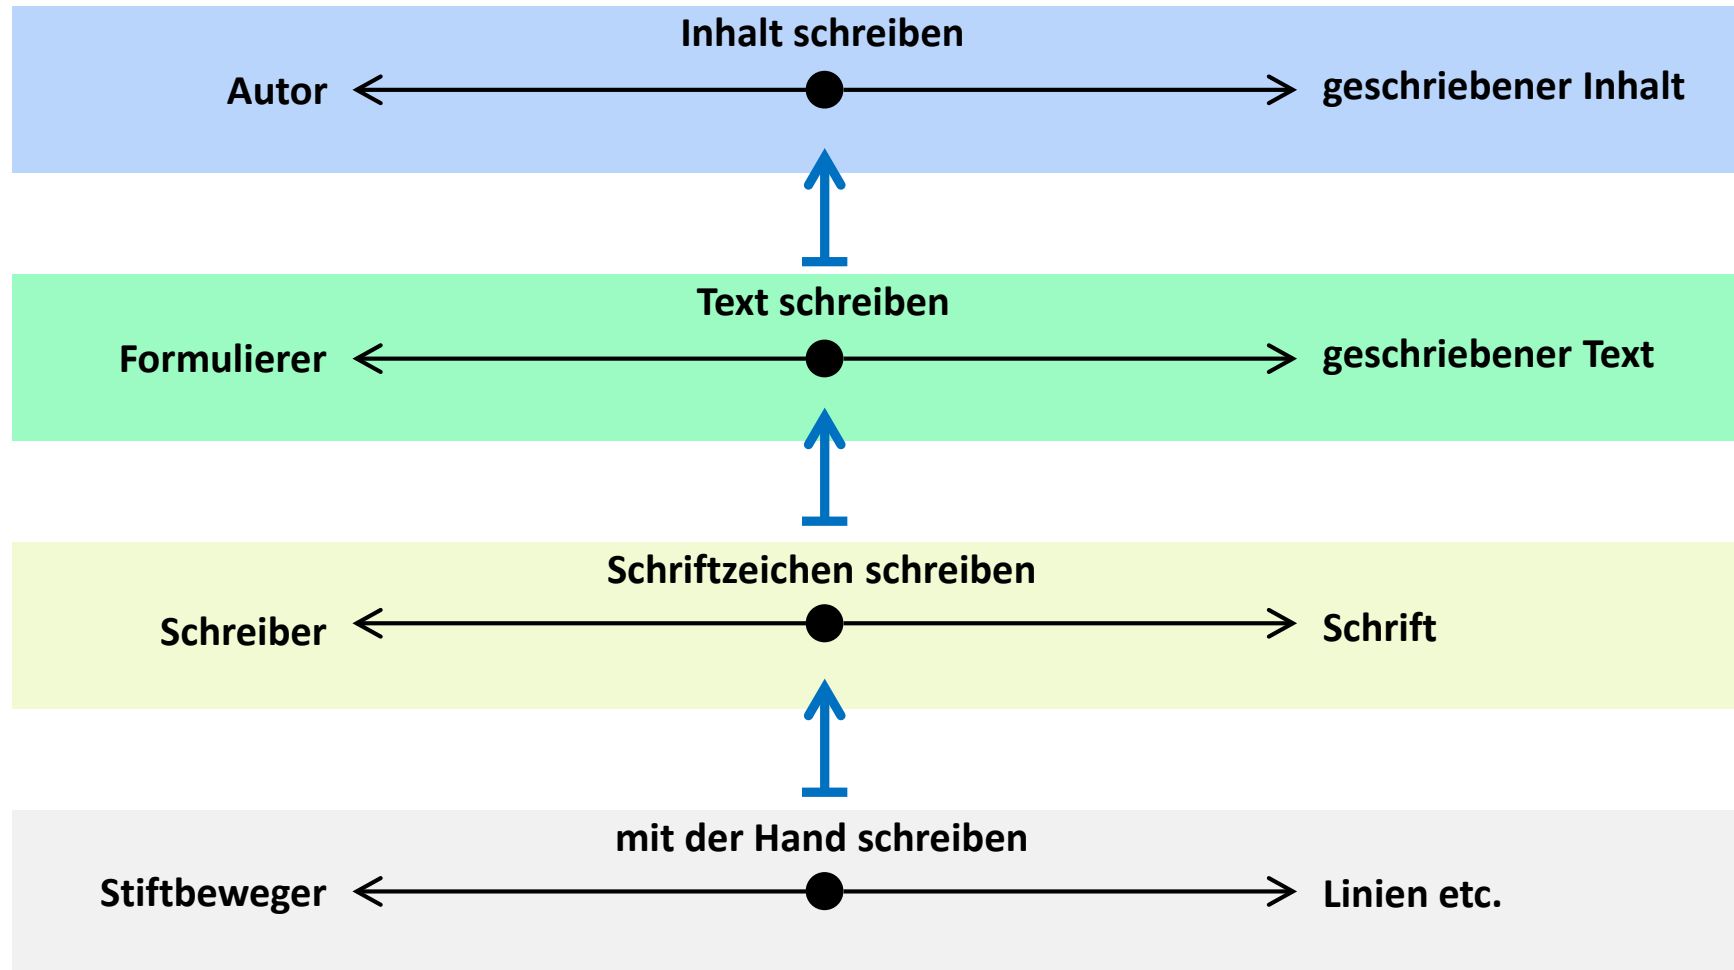 Inhalt schreiben
Autor
geschriebener Inhalt
Text schreiben
Formulierer
geschriebener Text
Schriftzeichen schreiben
Schreiber
Schrift
mit der Hand schreiben
Stiftbeweger
Linien etc.